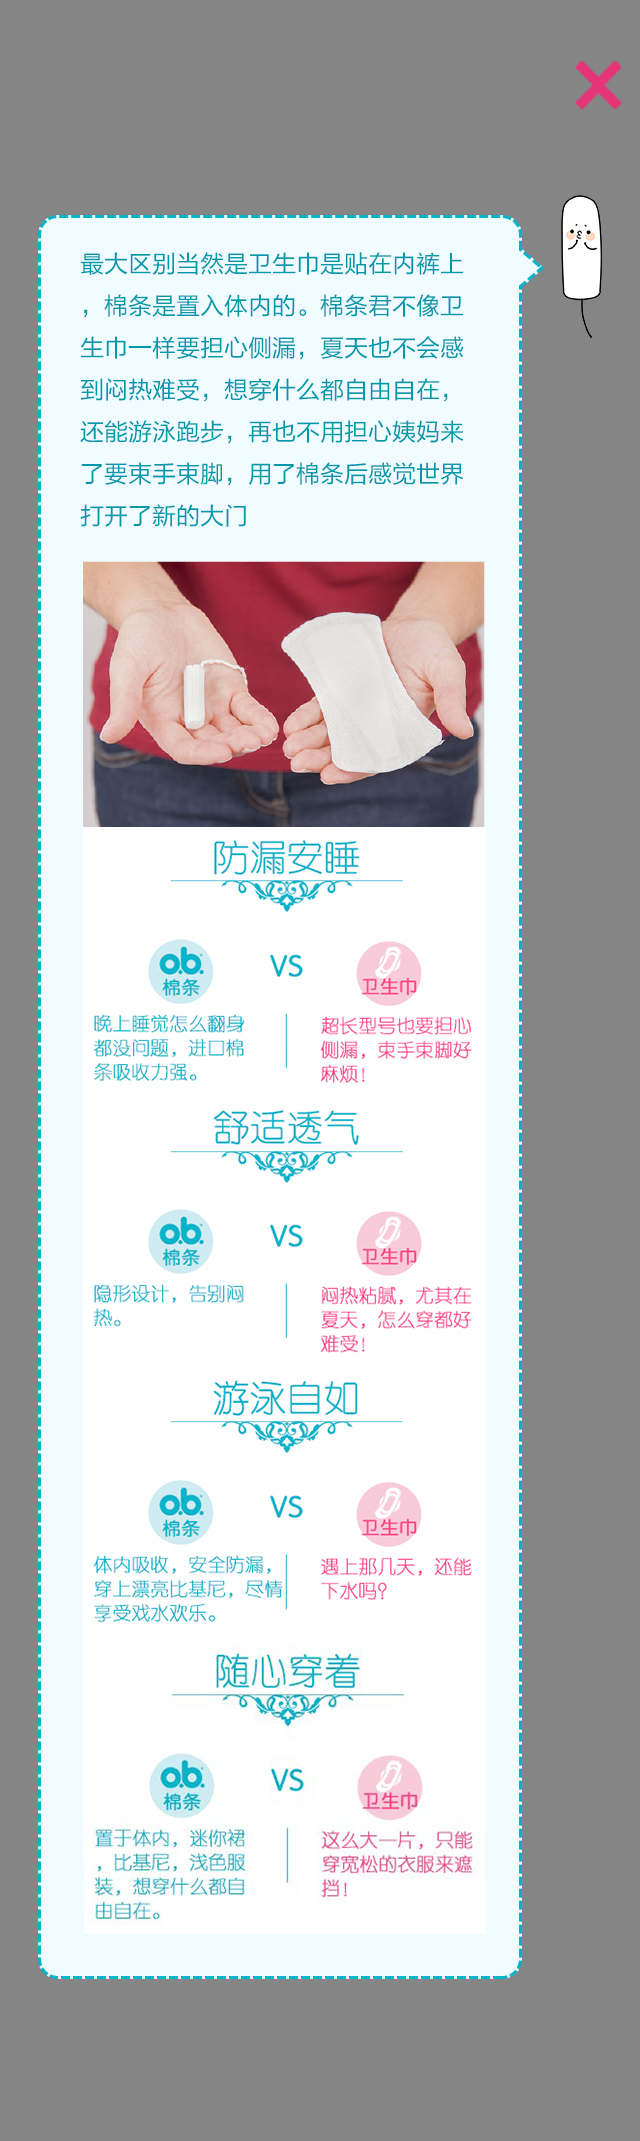 最大区别当然是卫生巾是贴在内裤上
，棉条是置入体内的。棉条君不像卫
生巾一样要担心侧漏，夏天也不会感
到闷热难受，想穿什么都自由自在，
还能游泳跑步，再也不用担心姨妈来
了要束手束脚，用了棉条后感觉世界
打开了新的大门
防漏安睡
o.b.
棉条
VS
卫生巾
晚上睡觉怎么翻身
都没问题，进口棉
条吸收力强。
超长型号也要担心
侧漏，束手束脚好
麻烦！
舒适透气
o.b.
棉条
VS
卫生巾
隐形设计，告别闷
热。
闷热粘腻，尤其在
夏天，怎么穿都好
难受！
游泳自如
o.b.
棉条
VS
卫生巾
体内吸收，安全防漏，
穿上漂亮比基尼，尽情
享受戏水欢乐。
遇上那几天，还能
下水吗？
随心穿着
o.b.
棉条
VS
卫生巾
置于体内，迷你裙
，比基尼，浅色服
装，想穿什么都自
由自在。
这么大一片，只能
穿宽松的衣服来遮
挡！